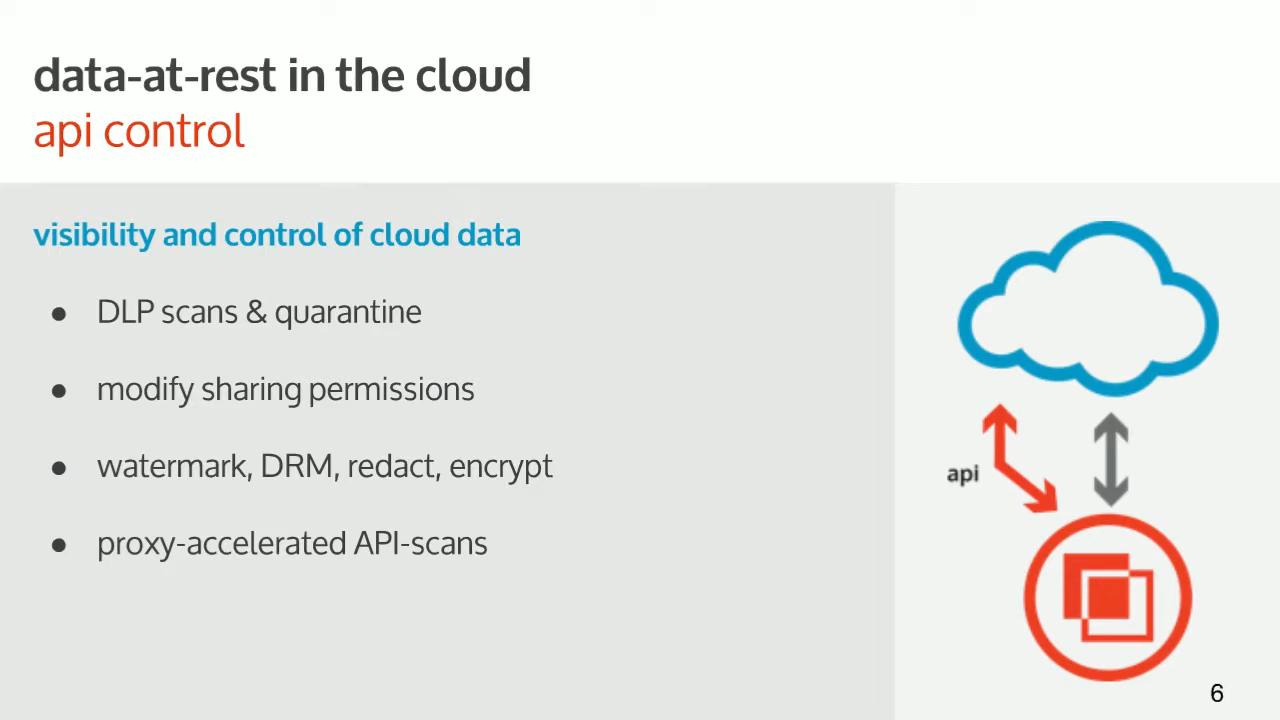 data-at-rest in the cloud
api control
visibility and control of cloud data
● DLP scans & quarantine
● modify sharing permissions
● watermark, DRM, redact, encrypt
● proxy-accelerated API-scans
api
6